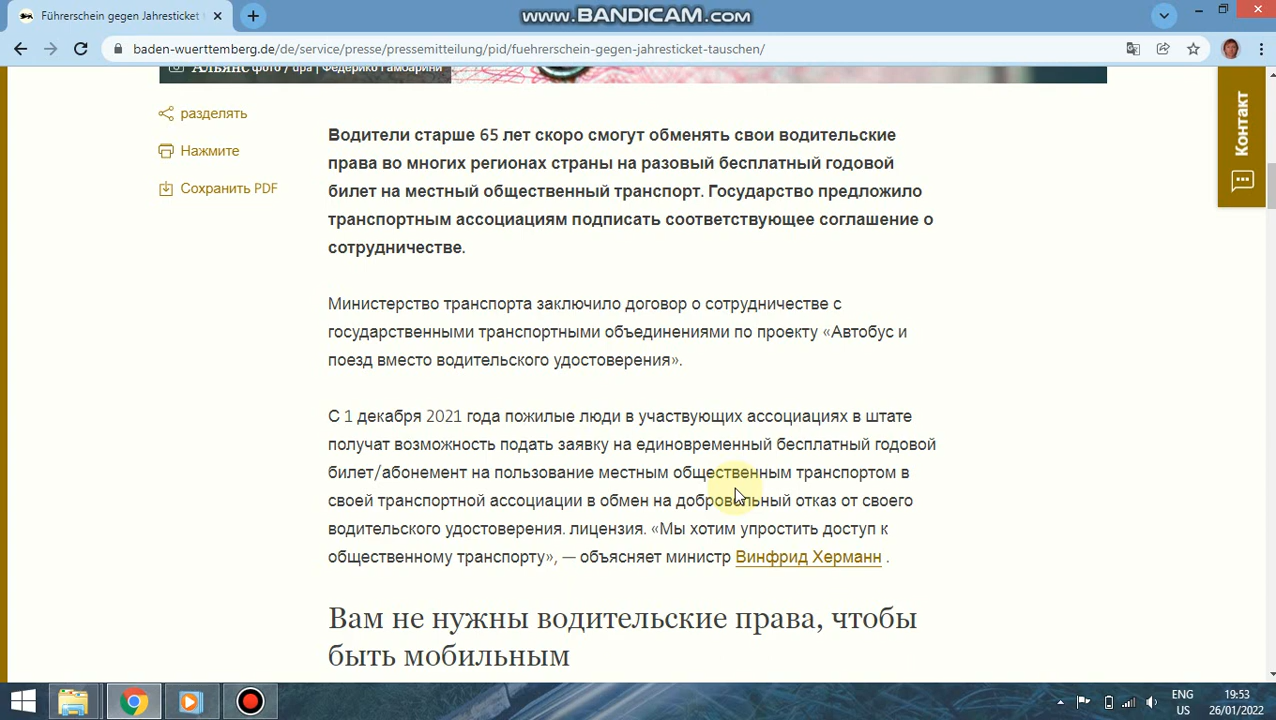 Führerschein gegen Jahresticket
WWW.BANDICAM.COM
baden-wuerttemberg.de/de/service/presse/pressemitteilung/pid/fuehrerschein-gegen-jahresticket-tauschen/
Альянс фото / dpa | Федерико Гамбарини
разделять
Нажмите
Сохранить PDF
Контакт
Водители старше 65 лет скоро смогут обменять свои водительские
права во многих регионах страны на разовый бесплатный годовой
билет на местный общественный транспорт. Государство предложило
транспортным ассоциациям подписать соответствующее соглашение о
сотрудничестве.
Министерство транспорта заключило договор о сотрудничестве с
государственными транспортными объединениями по проекту «Автобус и
поезд вместо водительского удостоверения».
С 1 декабря 2021 года пожилые люди в участвующих ассоциациях в штате
получат возможность подать заявку на единовременный бесплатный годовой
билет/абонемент на пользование местным общественным транспортом в
своей транспортной ассоциации в обмен на добровольный отказ от своего
водительского удостоверения. лицензия. «Мы хотим упростить доступ к
общественному транспорту», — объясняет министр Винфрид Херманн .
Вам не нужны водительские права, чтобы
быть мобильным
ENG
US
19:53
26/01/2022